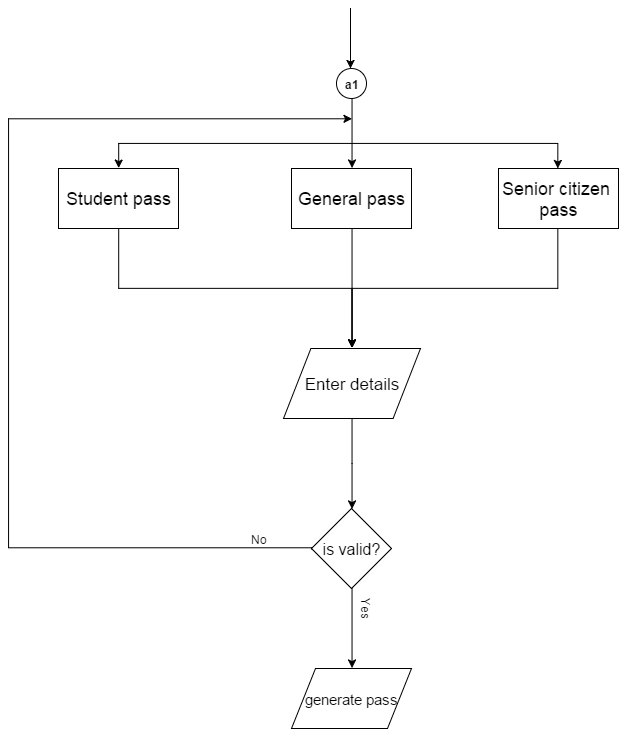 a1
Student pass
General pass
Senior citizen
pass
Enter details
is valid?
No
Yes
generate pass